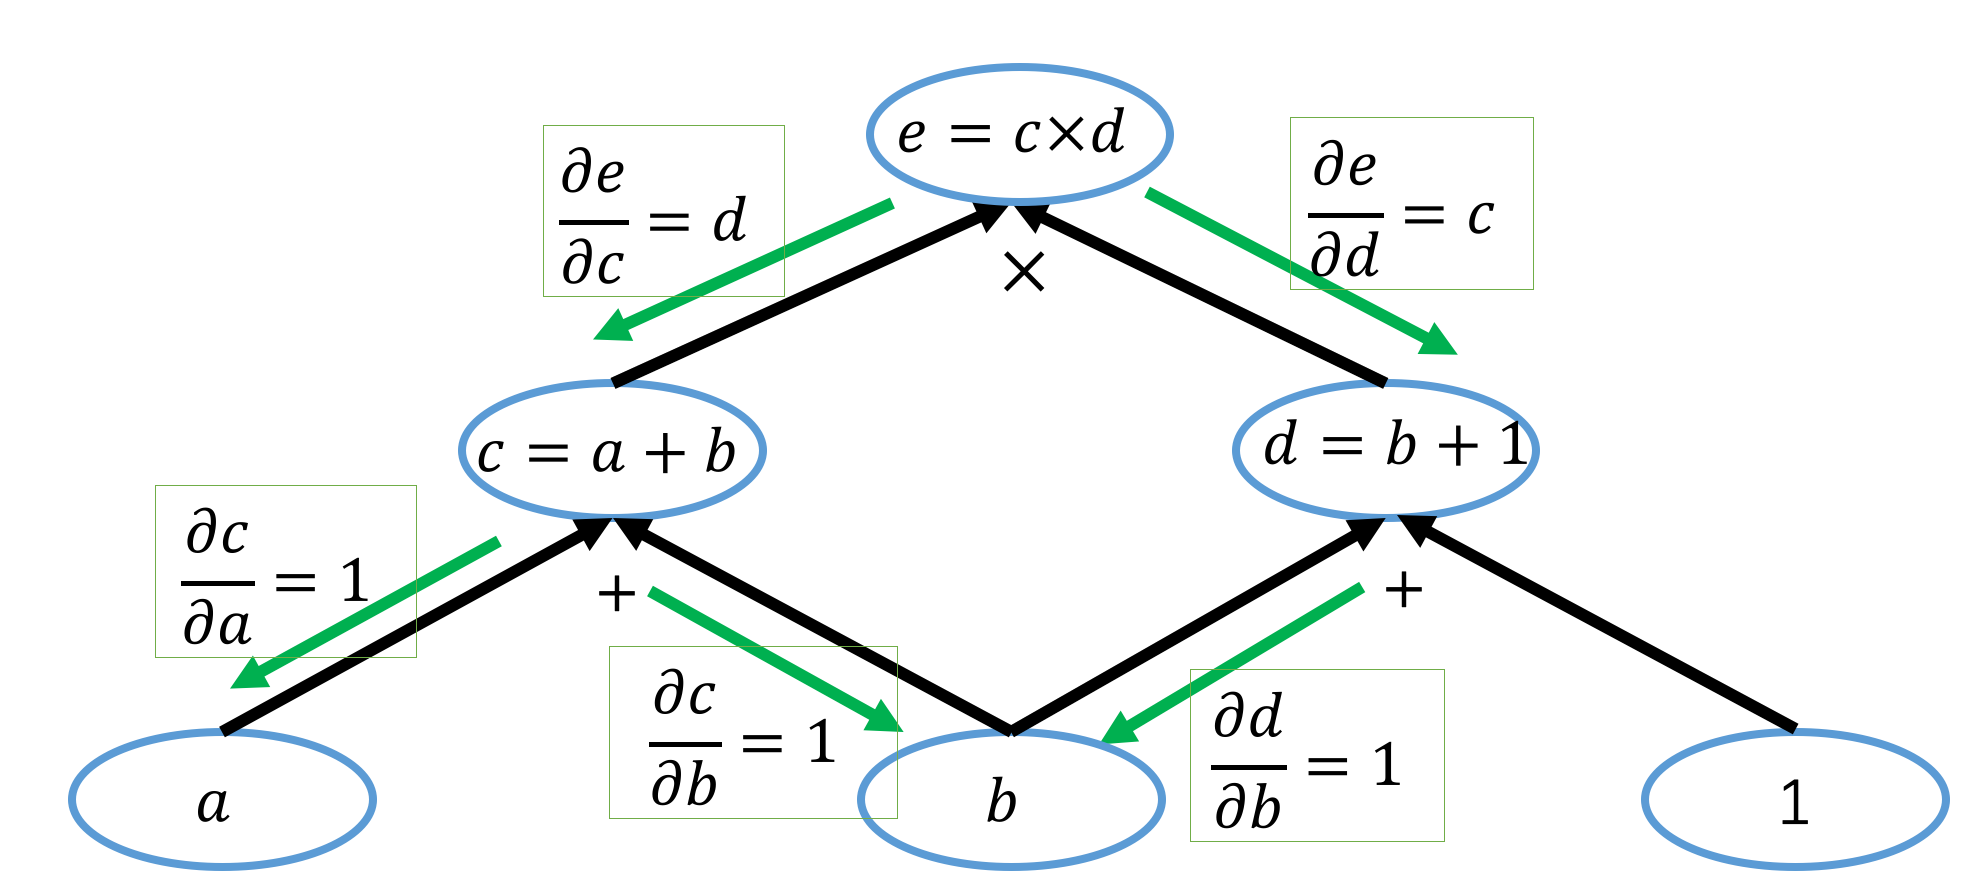 e = c×d
∂e/∂c = d
∂e/∂d = c
×
c = a + b
d = b + 1
∂c/∂a = 1
+
+
∂c/∂b = 1
∂d/∂b = 1
a
b
1